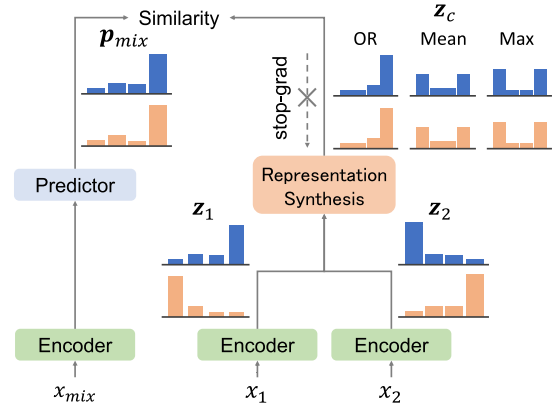 Similarity
p_mix
z_c
OR Mean Max
stop-grad
Predictor
Representation
Synthesis
z_1
z_2
Encoder Encoder Encoder
x_mix x_1 x_2